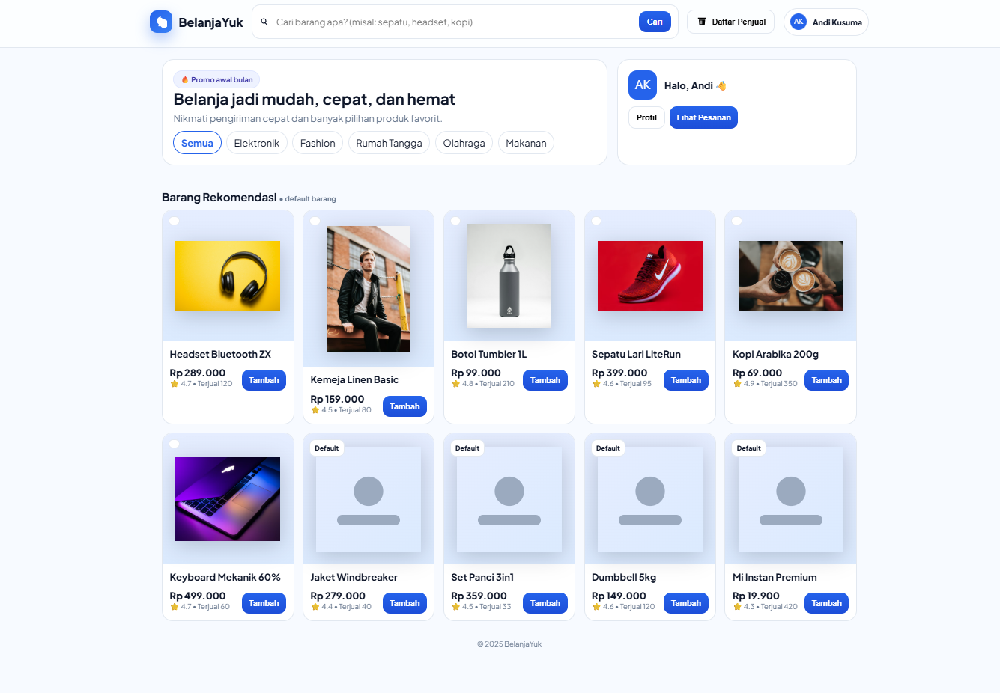 BelanjaYuk
Cari barang apa? (misal: sepatu, headset, kopi)
Cari
Daftar Penjual
AK
Andi Kusuma
🔥 Promo awal bulan
Belanja jadi mudah, cepat, dan hemat
Nikmati pengiriman cepat dan banyak pilihan produk favorit.
Semua
Elektronik
Fashion
Rumah Tangga
Olahraga
Makanan
AK
Halo, Andi 👋
Profil
Lihat Pesanan
Barang Rekomendasi • default barang
Headset Bluetooth ZX
Rp 289.000
⭐ 4.7 • Terjual 120
Tambah
Kemeja Linen Basic
Rp 159.000
⭐ 4.5 • Terjual 80
Tambah
Botol Tumbler 1L
Rp 99.000
⭐ 4.8 • Terjual 210
Tambah
Sepatu Lari LiteRun
Rp 399.000
⭐ 4.6 • Terjual 95
Tambah
Kopi Arabika 200g
Rp 69.000
⭐ 4.9 • Terjual 350
Tambah
Keyboard Mekanik 60%
Rp 499.000
⭐ 4.7 • Terjual 60
Tambah
Default
Jaket Windbreaker
Rp 279.000
⭐ 4.4 • Terjual 40
Tambah
Default
Set Panci 3in1
Rp 359.000
⭐ 4.5 • Terjual 33
Tambah
Default
Dumbbell 5kg
Rp 149.000
⭐ 4.6 • Terjual 120
Tambah
Default
Mi Instan Premium
Rp 19.900
⭐ 4.3 • Terjual 420
Tambah
© 2025 BelanjaYuk